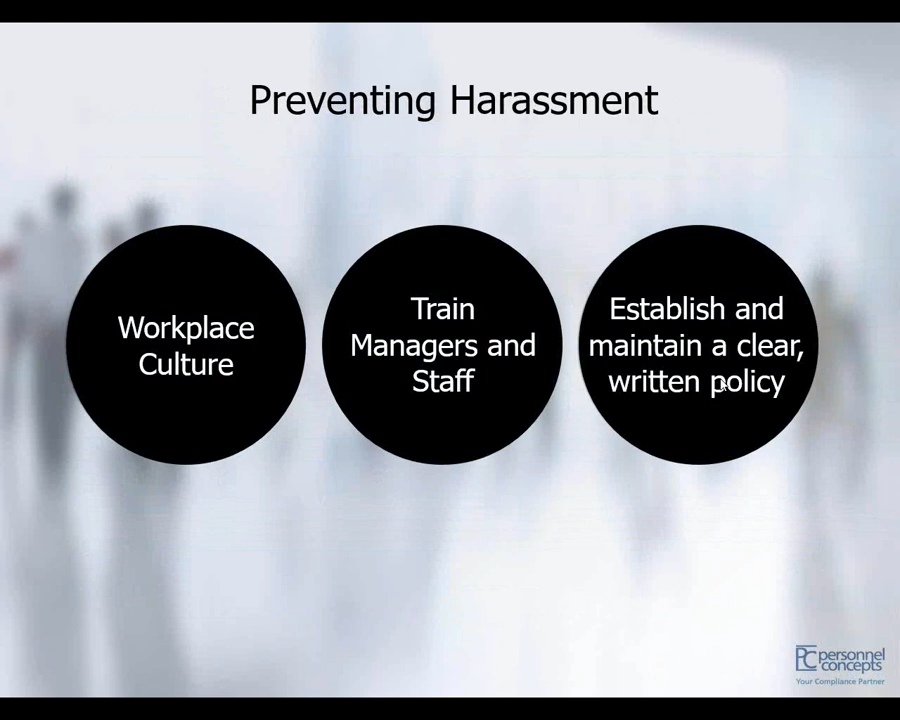 Preventing Harassment
Workplace
Culture
Train
Managers and
Staff
Establish and
maintain a clear,
written policy
PC personnel
concepts
Your Compliance Partner